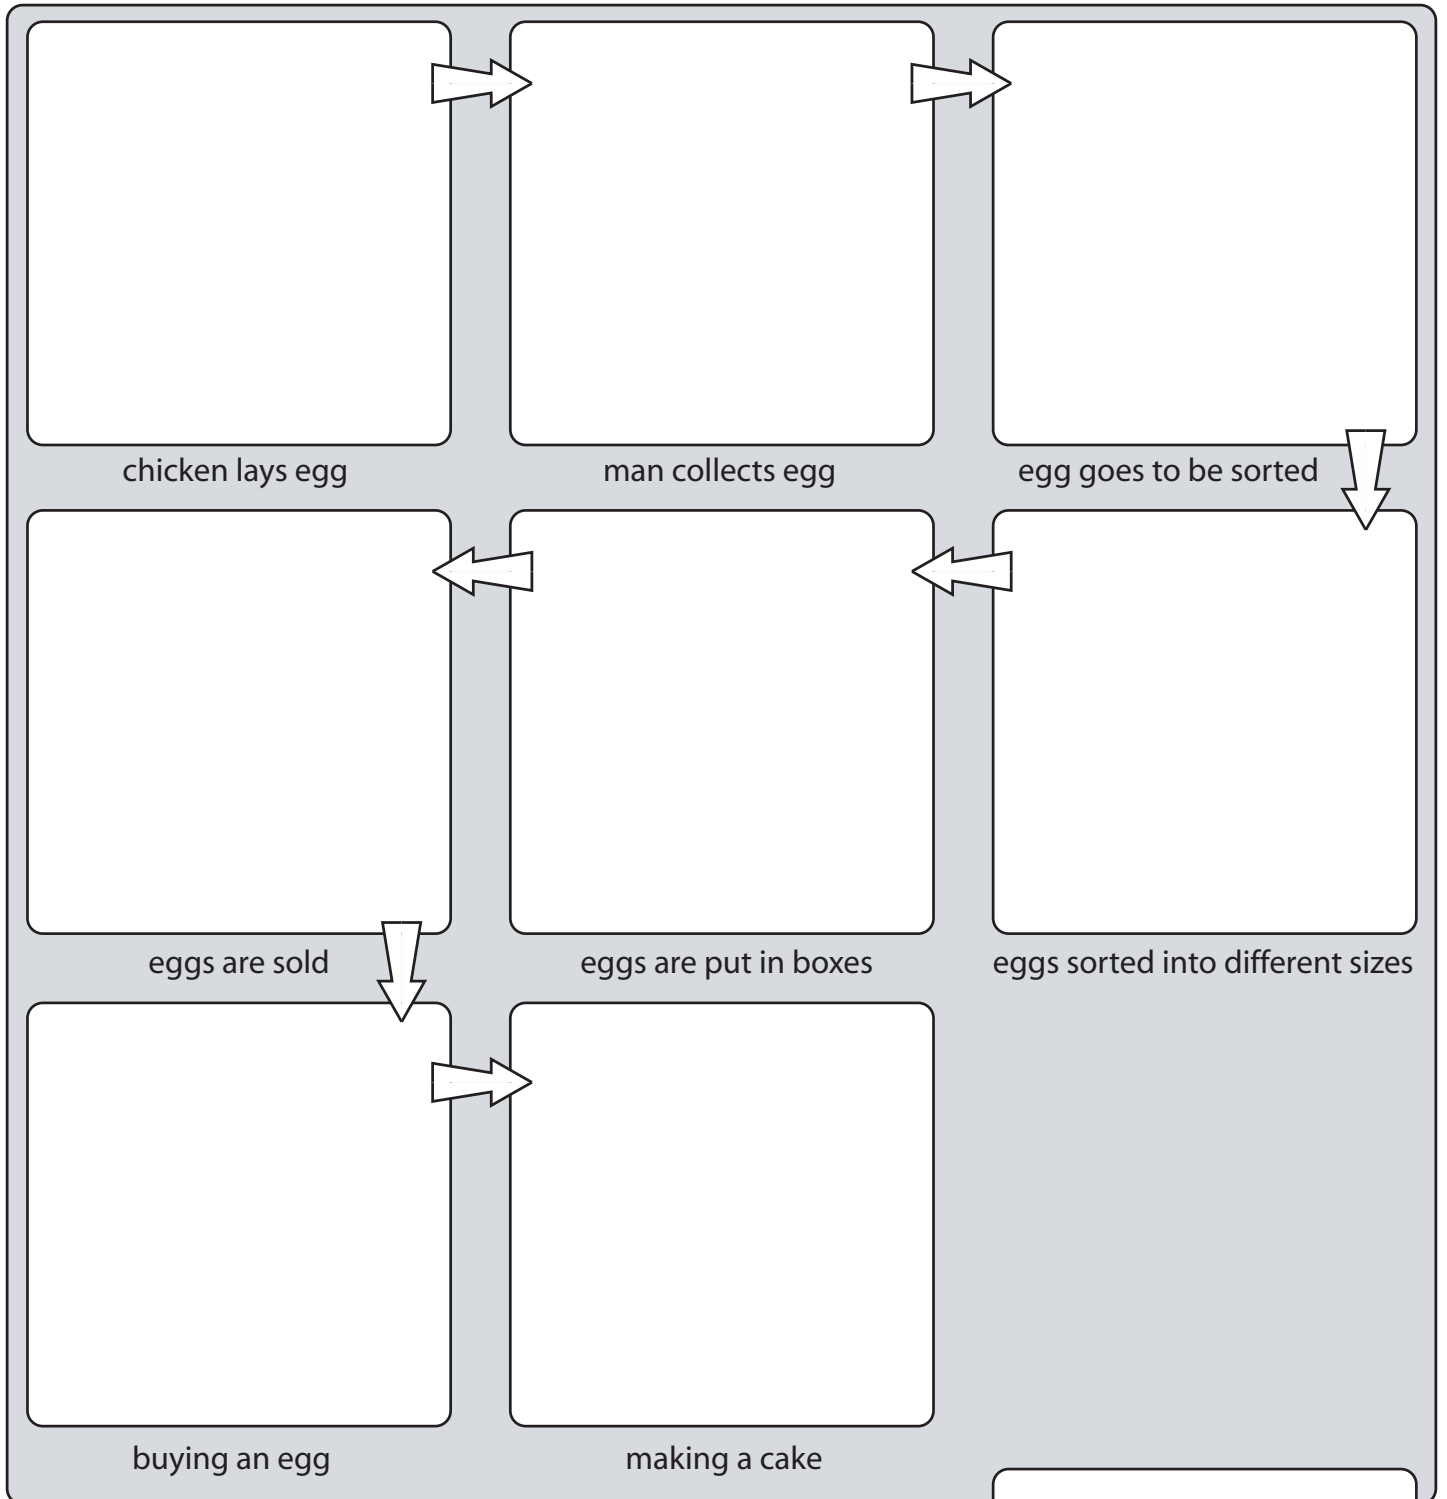 chicken lays egg
man collects egg
egg goes to be sorted
eggs are sold
eggs are put in boxes
eggs sorted into different sizes
buying an egg
making a cake